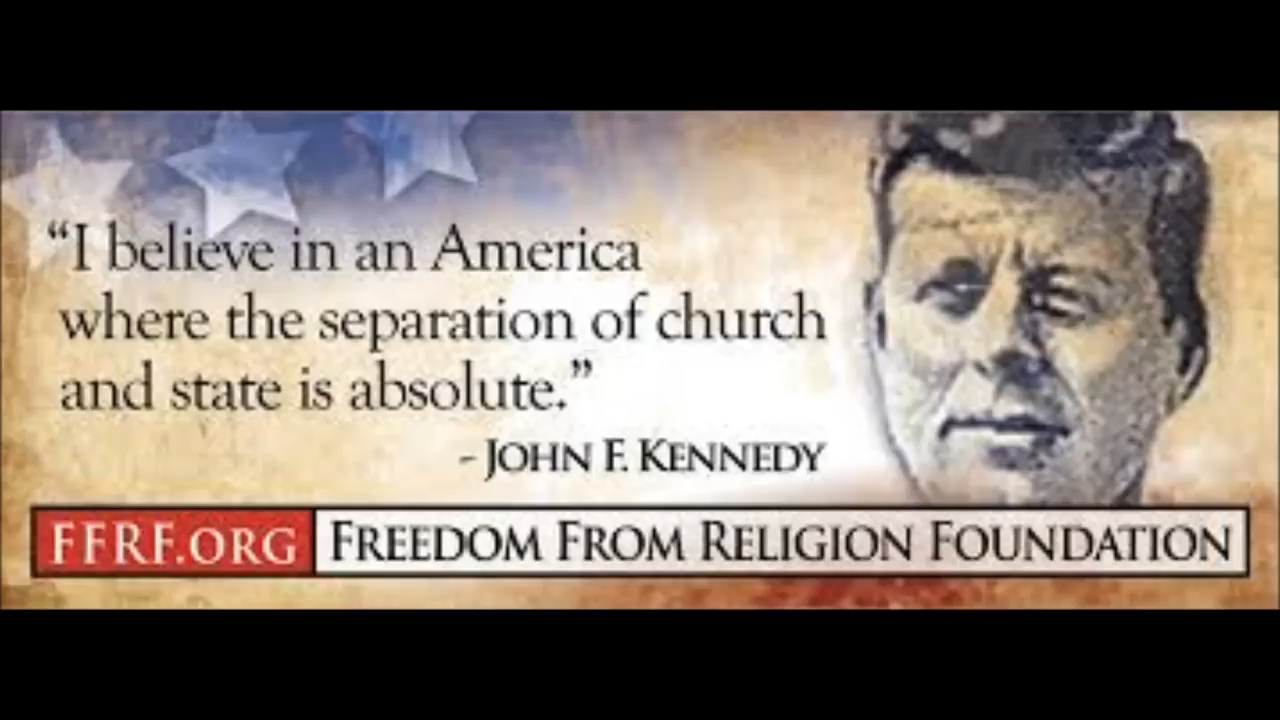 “I believe in an America
where the separation of church
and state is absolute.”
- JOHN F. KENNEDY
FFRF.ORG FREEDOM FROM RELIGION FOUNDATION